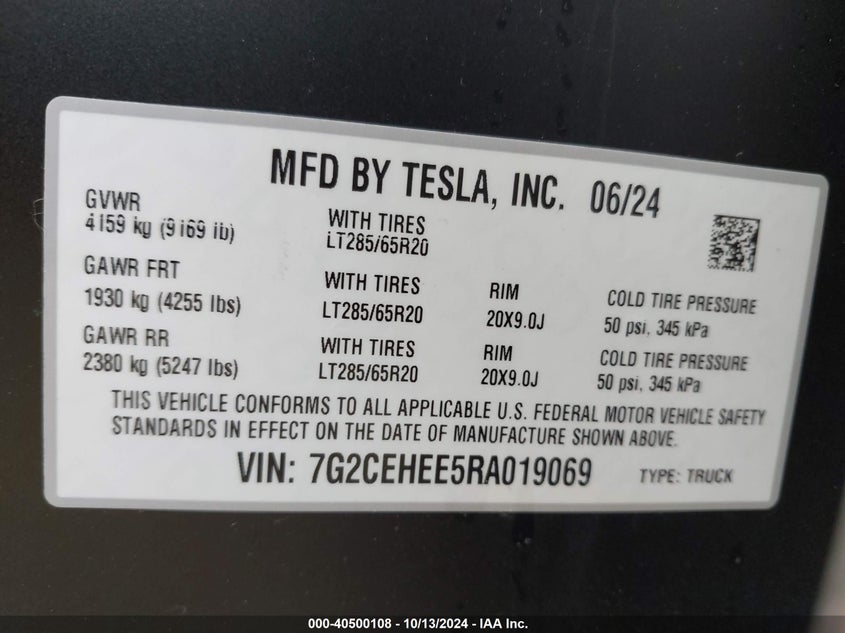 MFD BY TESLA, INC. 06/24
GVWR
4159 kg (9169 lb)
WITH TIRES
LT285/65R20
GAWR FRT
1930 kg (4255 lbs)
WITH TIRES
LT285/65R20
RIM
20X9.0J
COLD TIRE PRESSURE
50 psi, 345 kPa
GAWR RR
2380 kg (5247 lbs)
WITH TIRES
LT285/65R20
RIM
20X9.0J
COLD TIRE PRESSURE
50 psi, 345 kPa
THIS VEHICLE CONFORMS TO ALL APPLICABLE U.S. FEDERAL MOTOR VEHICLE SAFETY
STANDARDS IN EFFECT ON THE DATE OF MANUFACTURE SHOWN ABOVE.
VIN: 7G2CEHEE5RA019069 TYPE: TRUCK
000-40500108 - 10/13/2024 - IAA Inc.